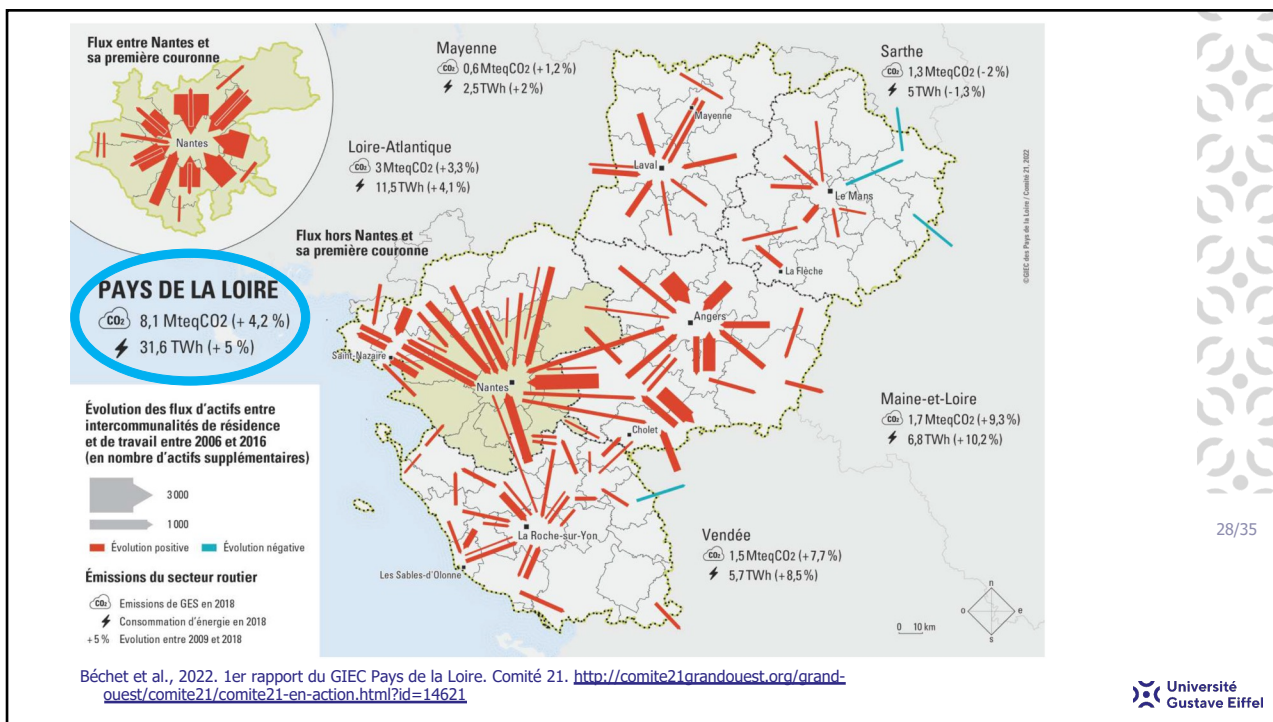 Flux entre Nantes et
sa première couronne
Nantes
Mayenne
CO2 0,6 MteqCO2 (+1,2 %)
2,5 TWh (+2 %)
Sarthe
CO2 1,3 MteqCO2 (-2 %)
5 TWh (-1,3 %)
Loire-Atlantique
CO2 3 MteqCO2 (+3,3 %)
11,5 TWh (+4,1 %)
Flux hors Nantes et
sa première couronne
PAYS DE LA LOIRE
CO2 8,1 MteqCO2 (+ 4,2 %)
31,6 TWh (+ 5 %)
Mayenne
Laval
Le Mans
La Flèche
Angers
Saint-Nazaire
Nantes
Cholet
La Roche-sur-Yon
Les Sables-d'Olonne
Maine-et-Loire
CO2 1,7 MteqCO2 (+9,3 %)
6,8 TWh (+10,2 %)
Vendée
CO2 1,5 MteqCO2 (+7,7 %)
5,7 TWh (+8,5 %)
Évolution des flux d'actifs entre
intercommunalités de résidence
et de travail entre 2006 et 2016
(en nombre d'actifs supplémentaires)
3 000
1 000
Évolution positive Évolution négative
Émissions du secteur routier
CO2 Emissions de GES en 2018
Consommation d'énergie en 2018
+5 % Evolution entre 2009 et 2018
0 10 km
n
o e
s
©GIEC des Pays de la Loire / Comité 21, 2022
28/35
Béchet et al., 2022. 1er rapport du GIEC Pays de la Loire. Comité 21. http://comite21grandouest.org/grand-
ouest/comite21/comite21-en-action.html?id=14621
Université
Gustave Eiffel